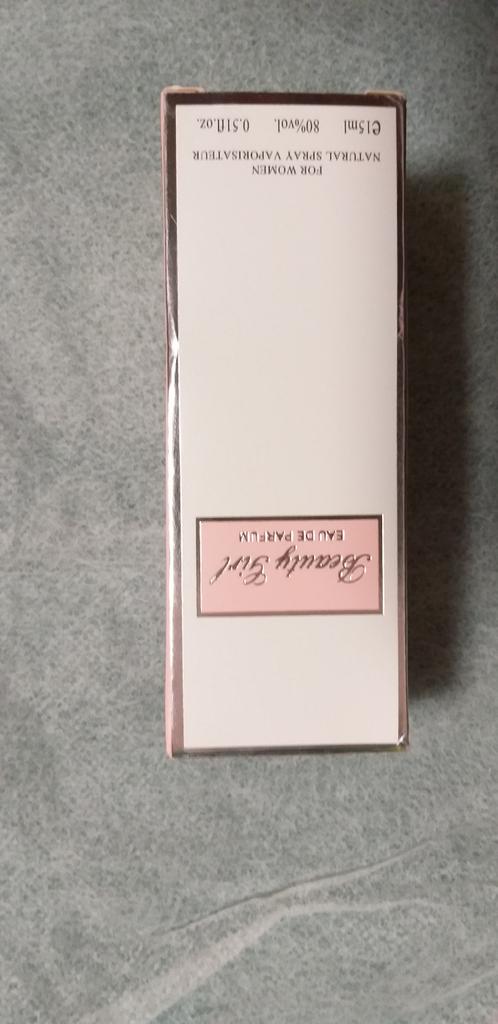 Beauty Girl
EAU DE PARFUM
FOR WOMEN
NATURAL SPRAY VAPORISATEUR
℮15ml 80%vol. 0.51fl.oz.